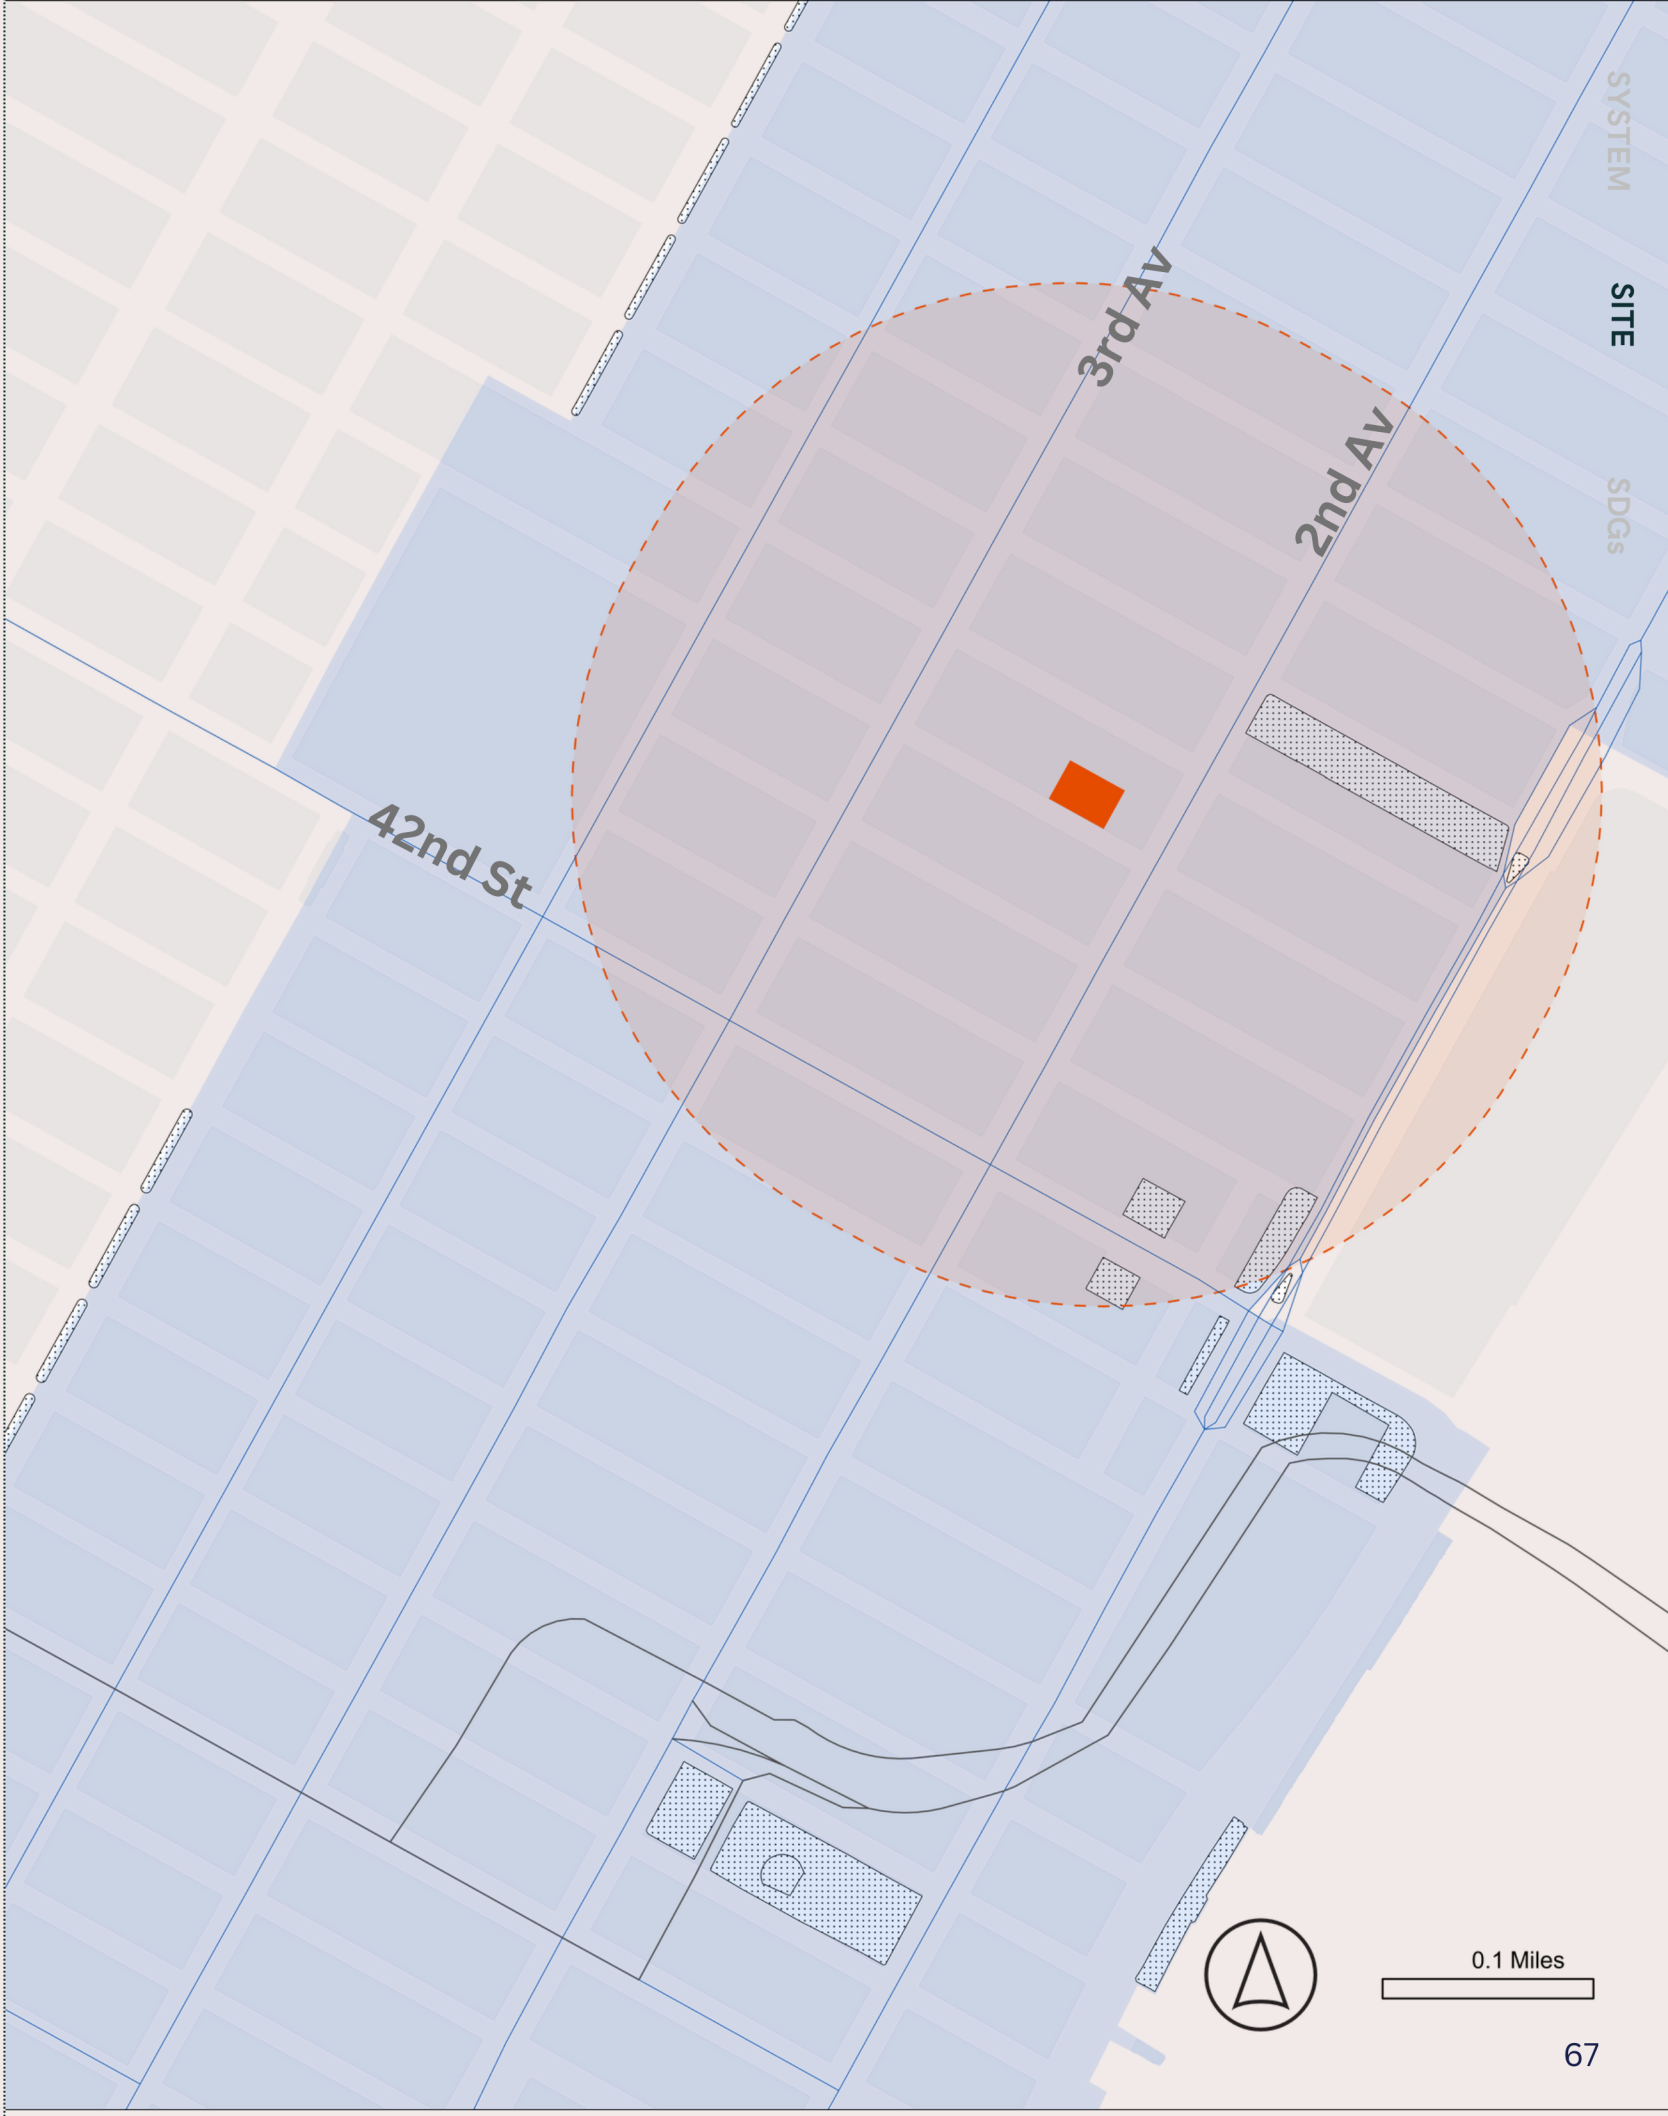 SYSTEM
SITE
SDGs
3rd Av
2nd Av
42nd St
0.1 Miles
67